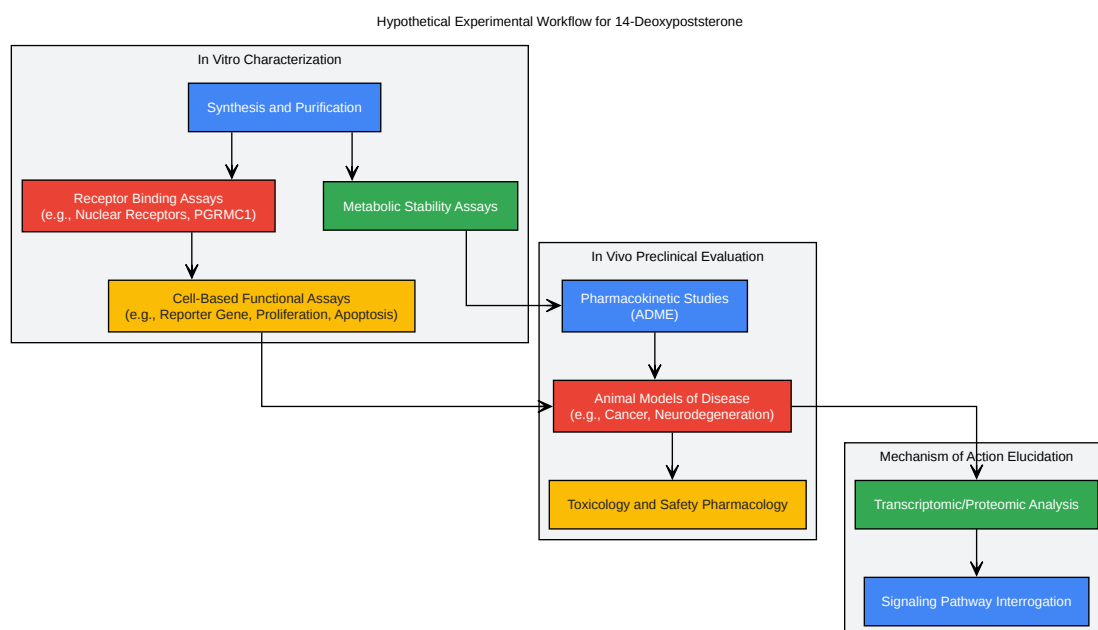 Hypothetical Experimental Workflow for 14-Deoxypoststerone
In Vitro Characterization
Synthesis and Purification
Receptor Binding Assays
(e.g., Nuclear Receptors, PGRMC1)
Metabolic Stability Assays
Cell-Based Functional Assays
(e.g., Reporter Gene, Proliferation, Apoptosis)
In Vivo Preclinical Evaluation
Pharmacokinetic Studies
(ADME)
Animal Models of Disease
(e.g., Cancer, Neurodegeneration)
Toxicology and Safety Pharmacology
Mechanism of Action Elucidation
Transcriptomic/Proteomic Analysis
Signaling Pathway Interrogation